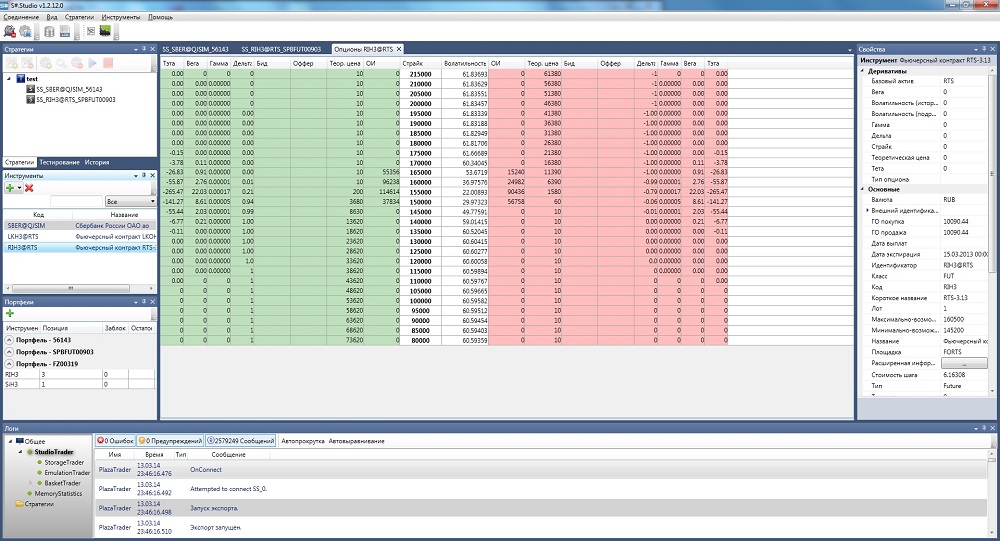 S#.Studio v1.2.12.0
Соединение Вид Стратегии Инструменты Помощь
Стратегии
test
SS_SBER@QJSIM_56143
SS_RIH3@RTS_SPBFUT00903
Стратегии Тестирование История
Инструменты
Все
Код Название
SBER@QJSIM Сбербанк России ОАО ао
LKH3@RTS Фьючерсный контракт LKOH
RIH3@RTS Фьючерсный контракт RTS-
Портфели
Инструмен Позиция Заблок Остаток
Портфель - 56143
Портфель - SPBFUT00903
Портфель - FZ00319
RIH3 3 0
SiH3 1 0
SS_SBER@QJSIM_56143 SS_RIH3@RTS_SPBFUT00903 Опционы RIH3@RTS
Тэта Вега Гамма Дельта Бид Оффер Теор. цена ОИ Страйк Волатильность ОИ Теор. цена Бид Оффер Дельта Гамма Вега Тэта
0.00 0 0 0.00 10 0 215000 61.83693 0 61380 -1 0 0 0.00
0.00 0.00 0.00000 0.00 10 0 210000 61.83629 0 56380 -1 0.00000 0.00 0.00
0.00 0.00 0.00000 0.00 10 0 205000 61.83551 0 51380 -1 0.00000 0.00 0.00
0.00 0.00 0.00000 0.00 10 0 200000 61.83457 0 46380 -1 0.00000 0.00 0.00
0.00 0.00 0.00000 0.00 10 0 195000 61.83339 0 41380 -1.00 0.00000 0.00 0.00
0.00 0.00 0.00000 0.00 10 0 190000 61.83188 0 36380 -1.00 0.00000 0.00 0.00
0.00 0.00 0.00000 0.00 10 0 185000 61.82949 0 31380 -1.00 0.00000 0.00 0.00
0.00 0.00 0.00000 0.00 10 0 180000 61.81706 0 26380 -1.00 0.00000 0.00 0.00
-0.15 0.00 0.00000 0.00 10 0 175000 61.66689 0 21380 -1.00 0.00000 0.00 -0.15
-3.78 0.11 0.00000 0.00 10 0 170000 60.34045 0 16380 -1.00 0.00000 0.11 -3.78
-26.83 0.91 0.00000 0.00 10 55356 165000 53.6719 15240 11390 -1.00 0.00000 0.91 -26.83
-55.87 2.76 0.00001 0.01 10 96238 160000 36.97576 24982 6390 -0.99 0.00001 2.76 -55.87
-265.47 22.03 0.00017 0.21 200 114614 155000 22.00893 90436 1580 -0.79 0.00017 22.03 -265.47
-141.27 8.61 0.00005 0.94 3680 37834 150000 29.97323 56758 60 -0.06 0.00005 8.61 -141.27
-55.44 2.03 0.00001 0.99 8630 0 145000 49.77591 0 10 -0.01 0.00001 2.03 -55.44
-6.77 0.21 0.00000 1.00 13620 0 140000 59.01415 0 10 0.00 0.00000 0.21 -6.77
-0.11 0.00 0.00000 1.00 18620 0 135000 60.52045 0 10 0.00 0.00000 0.00 -0.11
0.00 0.00 0.00000 1.00 23620 0 130000 60.60415 0 10 0.00 0.00000 0.00 0.00
0.00 0.00 0.00000 1.00 28620 0 125000 60.60277 0 10 0.00 0.00000 0.00 0.00
0.00 0.00 0.00000 1.0 33620 0 120000 60.60058 0 10 0.0 0.00000 0.00 0.00
0.00 0.00 0.00000 1 38620 0 115000 60.59894 0 10 0 0.00000 0.00 0.00
0.00 0 0 1 43620 0 110000 60.59767 0 10 0 0 0 0.00
0 0 0 1 48620 0 105000 60.59665 0 10 0 0 0 0
0 0 0 1 53620 0 100000 60.59582 0 10 0 0 0 0
0 0 0 1 58620 0 95000 60.59512 0 10 0 0 0 0
0 0 0 1 63620 0 90000 60.59454 0 10 0 0 0 0
0 0 0 1 68620 0 85000 60.59403 0 10 0 0 0 0
0 0 0 1 73620 0 80000 60.59359 0 10 0 0 0 0
Свойства
Инструмент Фьючерсный контракт RTS-3.13
Деривативы
Базовый актив RTS
Вега 0
Волатильность (истор... 0
Волатильность (подр... 0
Гамма 0
Дельта 0
Страйк 0
Теоретическая цена 0
Тета 0
Тип опциона
Основные
Валюта RUB
Внешний идентифика...
ГО покупка 10090.44
ГО продажа 10090.44
Дата выплат
Дата экспирация 15.03.2013 00:00
Идентификатор RIH3@RTS
Класс FUT
Код RIH3
Короткое название RTS-3.13
Лот 1
Максимально-возмо... 160500
Минимально-возмож... 145200
Название Фьючерсный ко
Площадка FORTS
Расширенная инфор... ...
Стоимость шага 6.16308
Тип Future
Логи
Общее
StudioTrader
StorageTrader
EmulationTrader
BasketTrader
MemoryStatistics
Стратегии
0 Ошибок 0 Предупреждений 2579249 Сообщений Автопрокрутка Автовыравнивание
Имя Время Тип Сообщение
PlazaTrader 13.03.14 23:46:16.476 OnConnect
PlazaTrader 13.03.14 23:46:16.492 Attempted to connect SS_0.
PlazaTrader 13.03.14 23:46:16.498 Запуск экспорта.
PlazaTrader 13.03.14 23:46:16.510 Экспорт запущен.